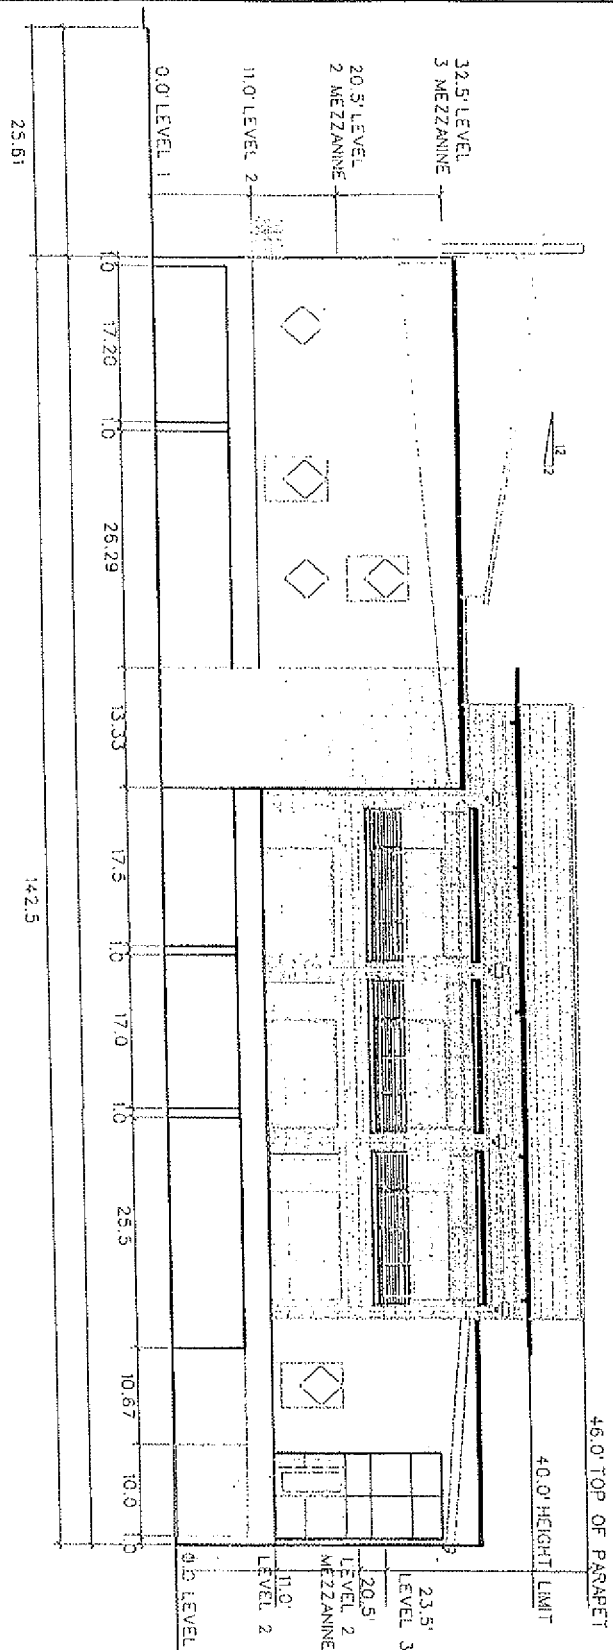 32.5' LEVEL
3 MEZZANINE
20.5' LEVEL
2 MEZZANINE
11.0' LEVEL 2
0.0' LEVEL 1
12
2
46.0' TOP OF PARAPET
40.0' HEIGHT LIMIT
23.5'
LEVEL 3
20.5'
LEVEL 2
MEZZANINE
11.0'
LEVEL 2
0.0 LEVEL
1.0
17.20
1.0
26.29
13.33
17.5
1.0
17.0
1.0
25.5
10.67
10.0
1.0
25.61
142.5